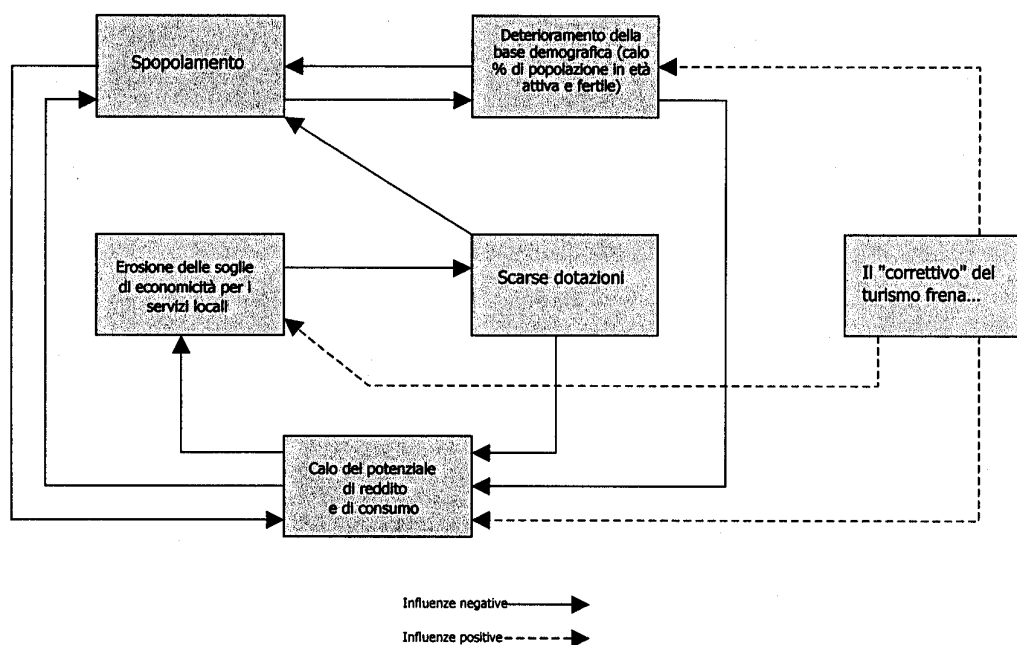 Spopolamento
Deterioramento della
base demografica (calo
% di popolazione in età
attiva e fertile)
Erosione delle soglie
di economicità per i
servizi locali
Scarse dotazioni
Il "correttivo" del
turismo frena...
Calo del potenziale
di reddito
e di consumo
Influenze negative
Influenze positive